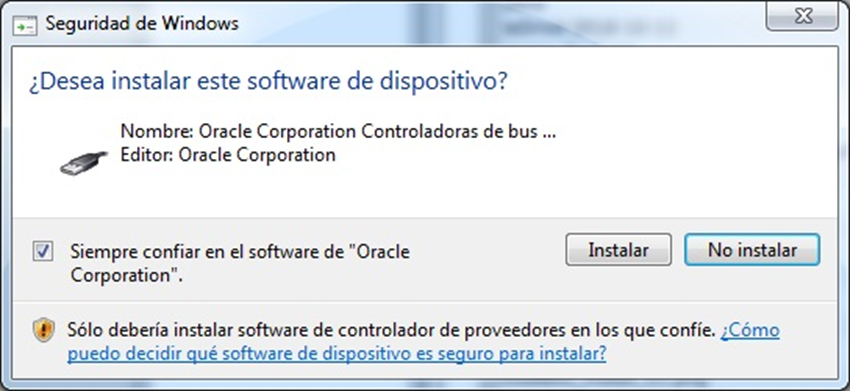 Seguridad de Windows
¿Desea instalar este software de dispositivo?
Nombre: Oracle Corporation Controladoras de bus ...
Editor: Oracle Corporation
Siempre confiar en el software de "Oracle
Corporation".
Instalar
No instalar
Sólo debería instalar software de controlador de proveedores en los que confíe. ¿Cómo
puedo decidir qué software de dispositivo es seguro para instalar?